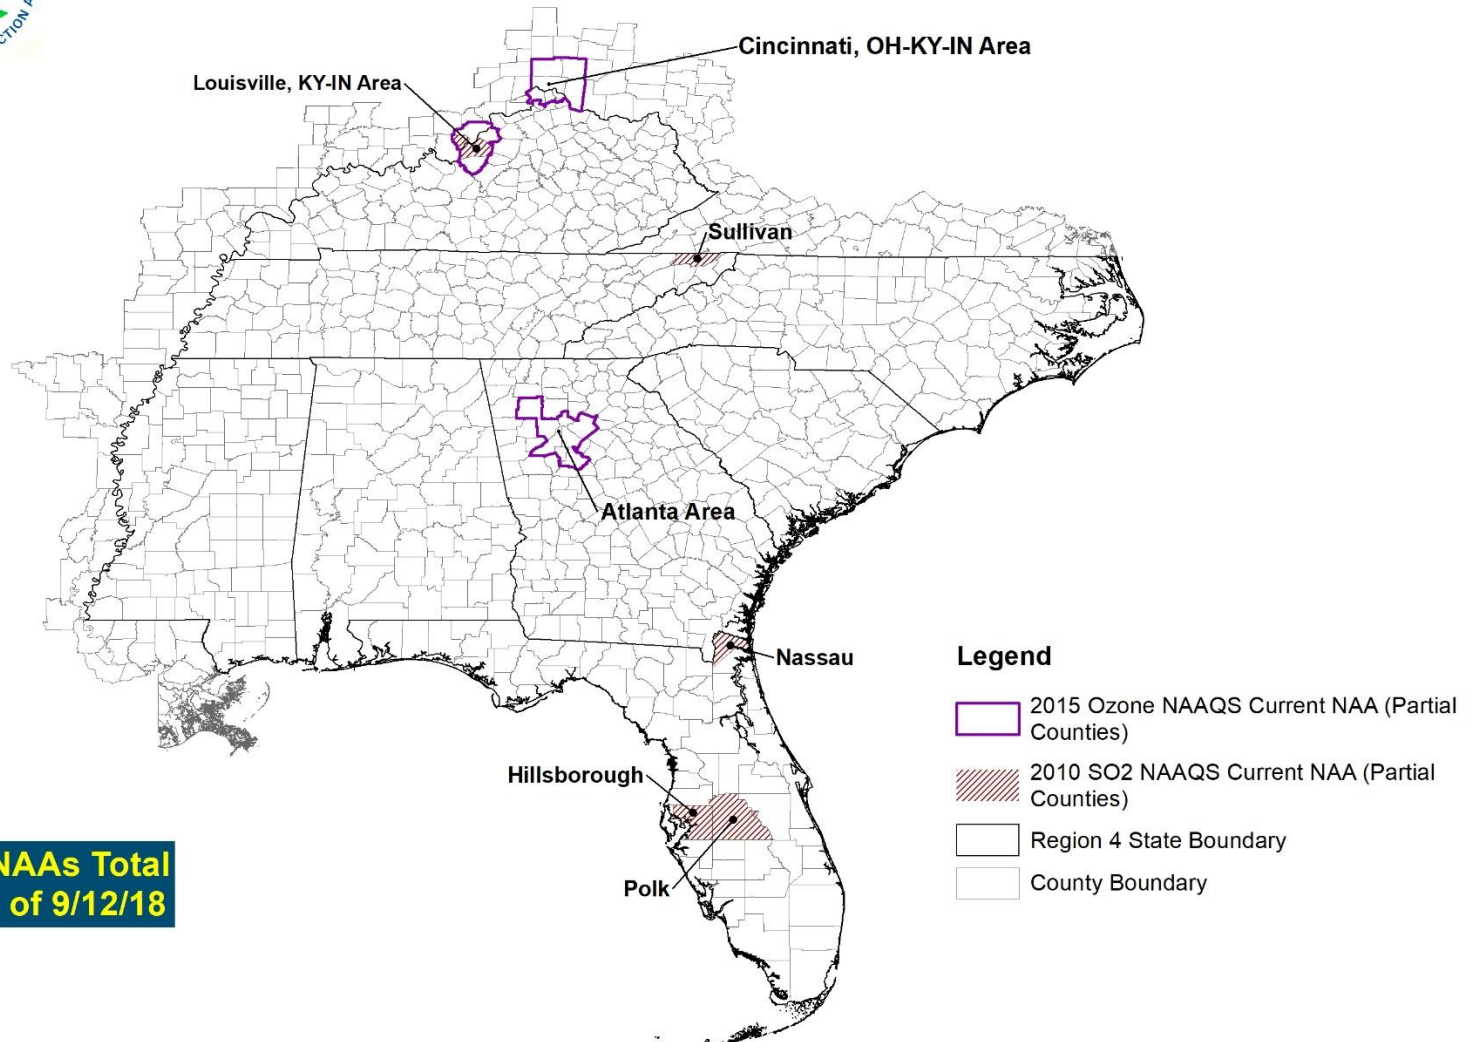 CTION
Cincinnati, OH-KY-IN Area
Louisville, KY-IN Area
Sullivan
Atlanta Area
Nassau
Hillsborough
Polk
Legend
2015 Ozone NAAQS Current NAA (Partial
Counties)
2010 SO2 NAAQS Current NAA (Partial
Counties)
Region 4 State Boundary
County Boundary
NAAs Total
of 9/12/18